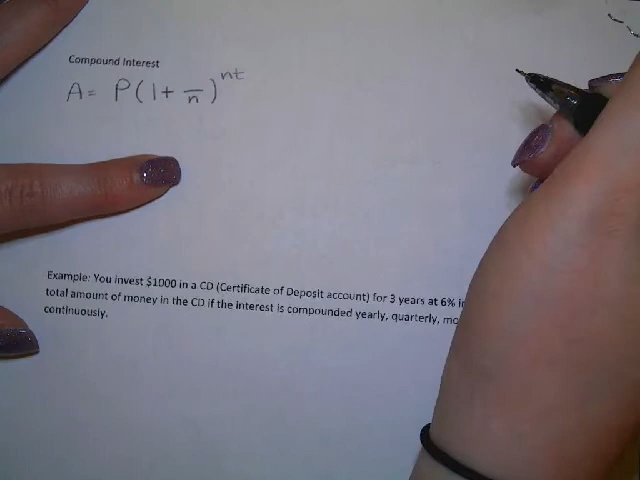 Compound Interest
A = P(1 + /n)^nt
Example: You invest $1000 in a CD (Certificate of Deposit account) for 3 years at 6%
total amount of money in the CD if the interest is compounded yearly, quarterly,
continuously.